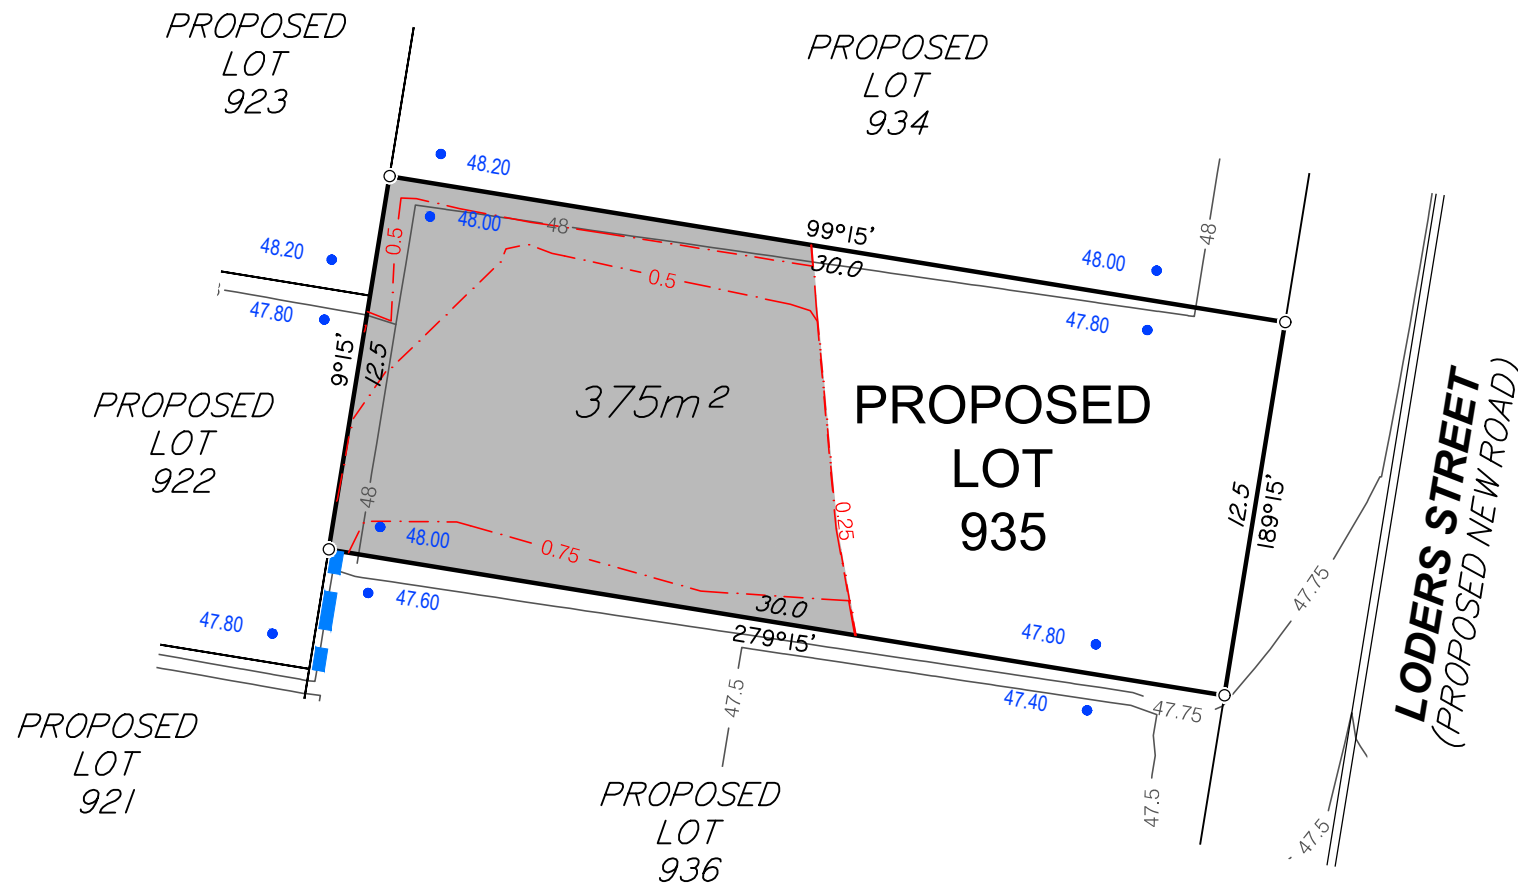 PROPOSED
LOT
923
PROPOSED
LOT
934
48.20
48.00
48
99°15'
30.0
48
48.00
47.80
48.20
47.80
0.5
0.5
9°15'
12.5
375m²
PROPOSED
LOT
935
PROPOSED
LOT
922
48
48.00
47.60
0.75
0.25
30.0
279°15'
12.5
189°15'
47.75
47.80
47.40
47.75
47.80
47.5
47.5
47.5
LODERS STREET
(PROPOSED NEW ROAD)
PROPOSED
LOT
921
PROPOSED
LOT
936